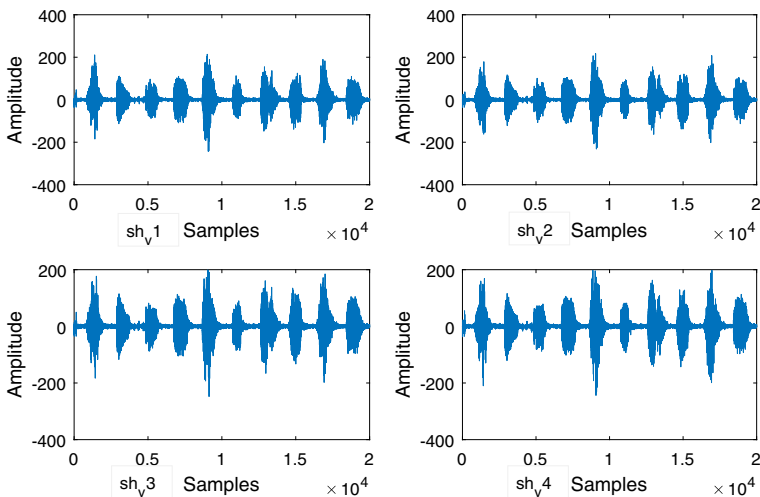 400
200
0
-200
-400
Amplitude
0 0.5 1 1.5 2
sh_v1 Samples × 10^4
400
200
0
-200
-400
Amplitude
0 0.5 1 1.5 2
sh_v2 Samples × 10^4
200
0
-200
-400
Amplitude
0 0.5 1 1.5 2
sh_v3 Samples × 10^4
200
0
-200
-400
Amplitude
0 0.5 1 1.5 2
sh_v4 Samples × 10^4